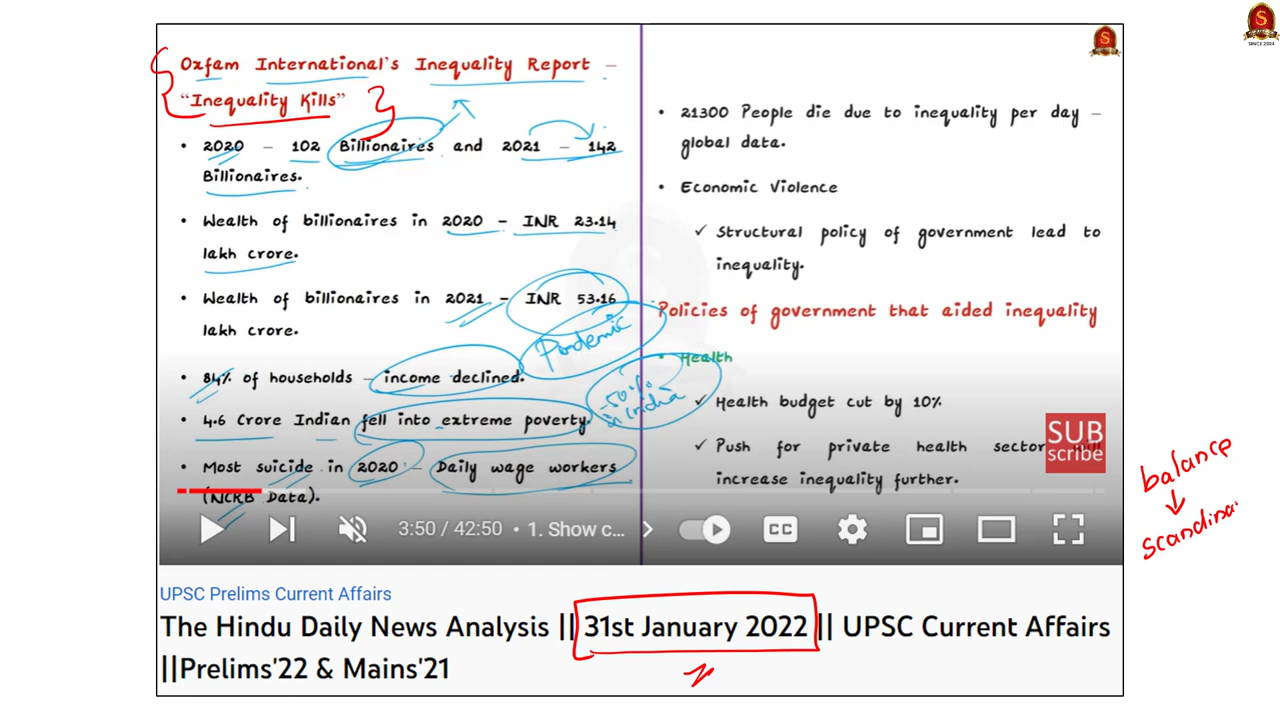 Oxfam International's Inequality Report –
"Inequality Kills"
• 2020 – 102 Billionaires and 2021 – 142
Billionaires.
• Wealth of billionaires in 2020 – INR 23.14
lakh crore.
• Wealth of billionaires in 2021 – INR 53.16
lakh crore.
Pandemic
• 84% of households – income declined.
• 4.6 Crore Indian fell into extreme poverty.
• Most suicide in 2020 – Daily wage workers
(NCRB Data).
50%
in india
• 21300 People die due to inequality per day –
global data.
• Economic Violence
✓ Structural policy of government lead to
inequality.
Policies of government that aided inequality
• Health
✓ Health budget cut by 10%
✓ Push for private health sector
increase inequality further.
SUB
scribe
3:50 / 42:50 • 1. Show c...
CC
UPSC Prelims Current Affairs
The Hindu Daily News Analysis || 31st January 2022 || UPSC Current Affairs
||Prelims'22 & Mains'21
balance
↓
scandina
S
SINCE 2004